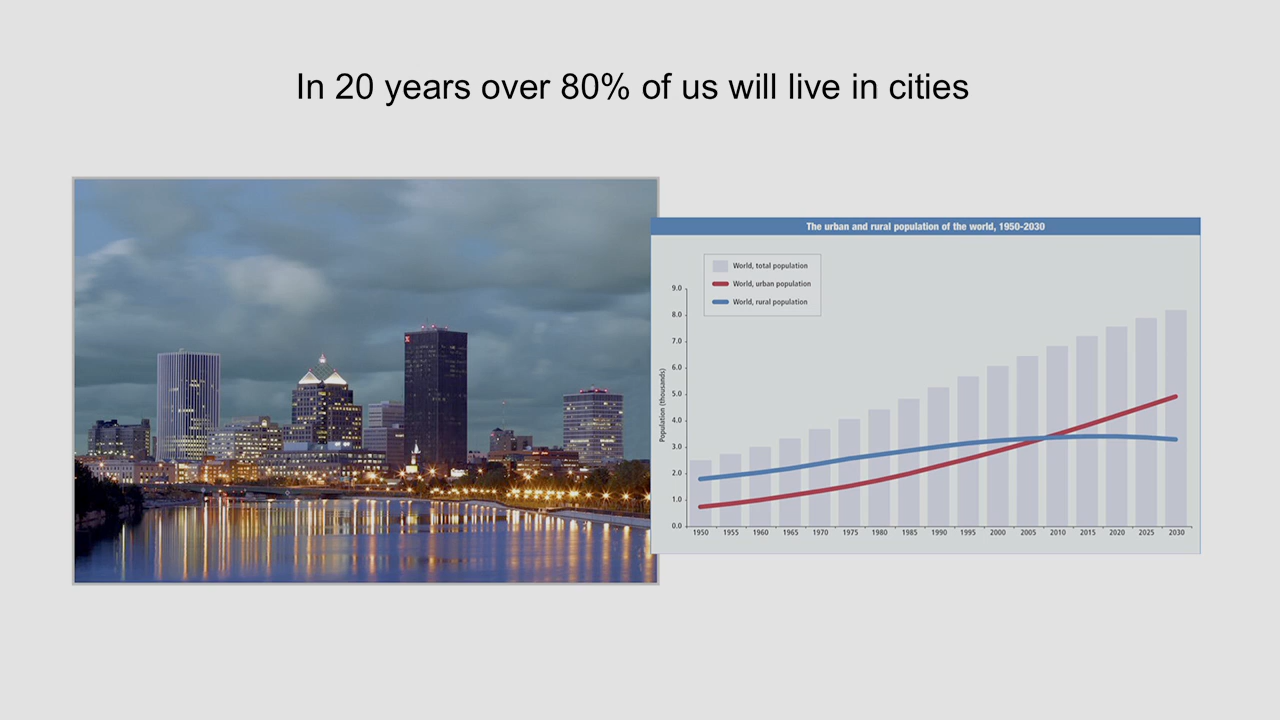 In 20 years over 80% of us will live in cities
The urban and rural population of the world, 1950-2030
World, total population
World, urban population
World, rural population
Population (thousands)
9.0
8.0
7.0
6.0
5.0
4.0
3.0
2.0
1.0
0.0
1950 1955 1960 1965 1970 1975 1980 1985 1990 1995 2000 2005 2010 2015 2020 2025 2030